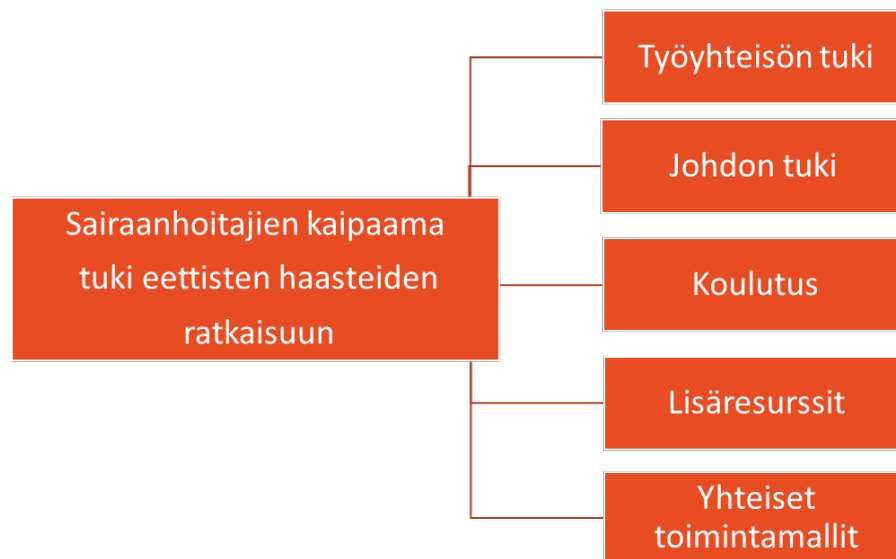 Sairaanhoitajien kaipaama
tuki eettisten haasteiden
ratkaisuun
Työyhteisön tuki
Johdon tuki
Koulutus
Lisäresurssit
Yhteiset
toimintamallit